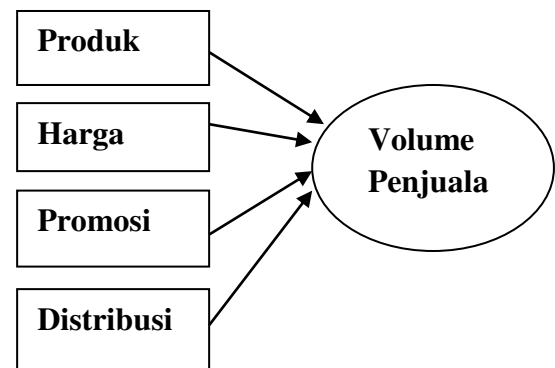 Produk
Harga
Promosi
Distribusi
Volume
Penjuala